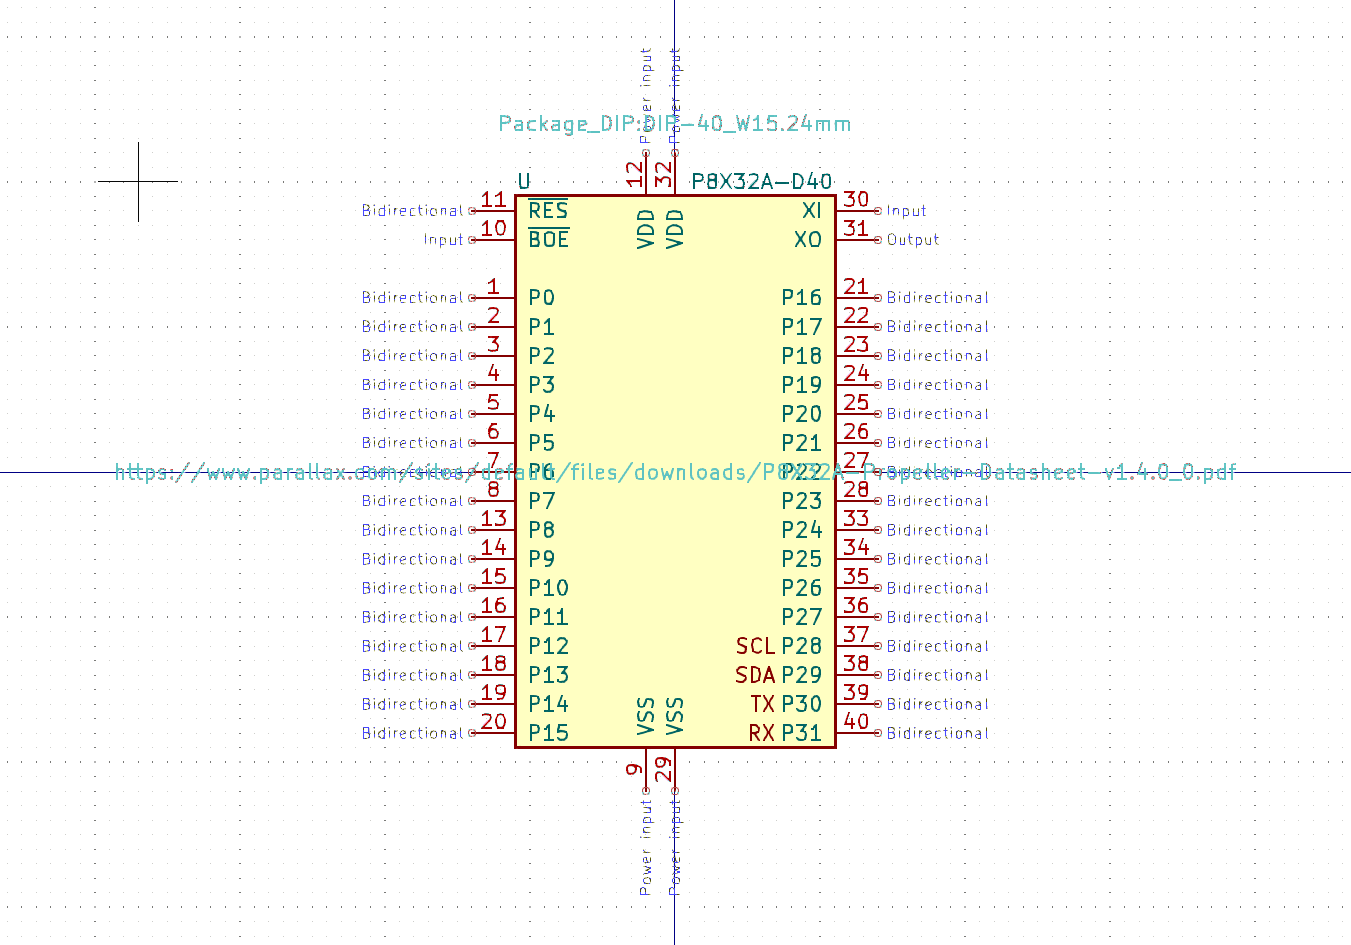 Power input Power input
Package_DIP:DIP-40_W15.24mm
12 32
U P8X32A-D40
Bidirectional 11 RES VDD VDD XI 30 Input
Input 10 BOE XO 31 Output
Bidirectional 1 P0 P16 21 Bidirectional
Bidirectional 2 P1 P17 22 Bidirectional
Bidirectional 3 P2 P18 23 Bidirectional
Bidirectional 4 P3 P19 24 Bidirectional
Bidirectional 5 P4 P20 25 Bidirectional
Bidirectional 6 P5 P21 26 Bidirectional
Bidirectional 7 P6 P22 27 Bidirectional
https://www.parallax.com/sites/default/files/downloads/P8X32A-Propeller-Datasheet-v1.4.0_0.pdf
Bidirectional 8 P7 P23 28 Bidirectional
Bidirectional 13 P8 P24 33 Bidirectional
Bidirectional 14 P9 P25 34 Bidirectional
Bidirectional 15 P10 P26 35 Bidirectional
Bidirectional 16 P11 P27 36 Bidirectional
Bidirectional 17 P12 SCL P28 37 Bidirectional
Bidirectional 18 P13 SDA P29 38 Bidirectional
Bidirectional 19 P14 TX P30 39 Bidirectional
Bidirectional 20 P15 VSS VSS RX P31 40 Bidirectional
9 29
Power input Power input